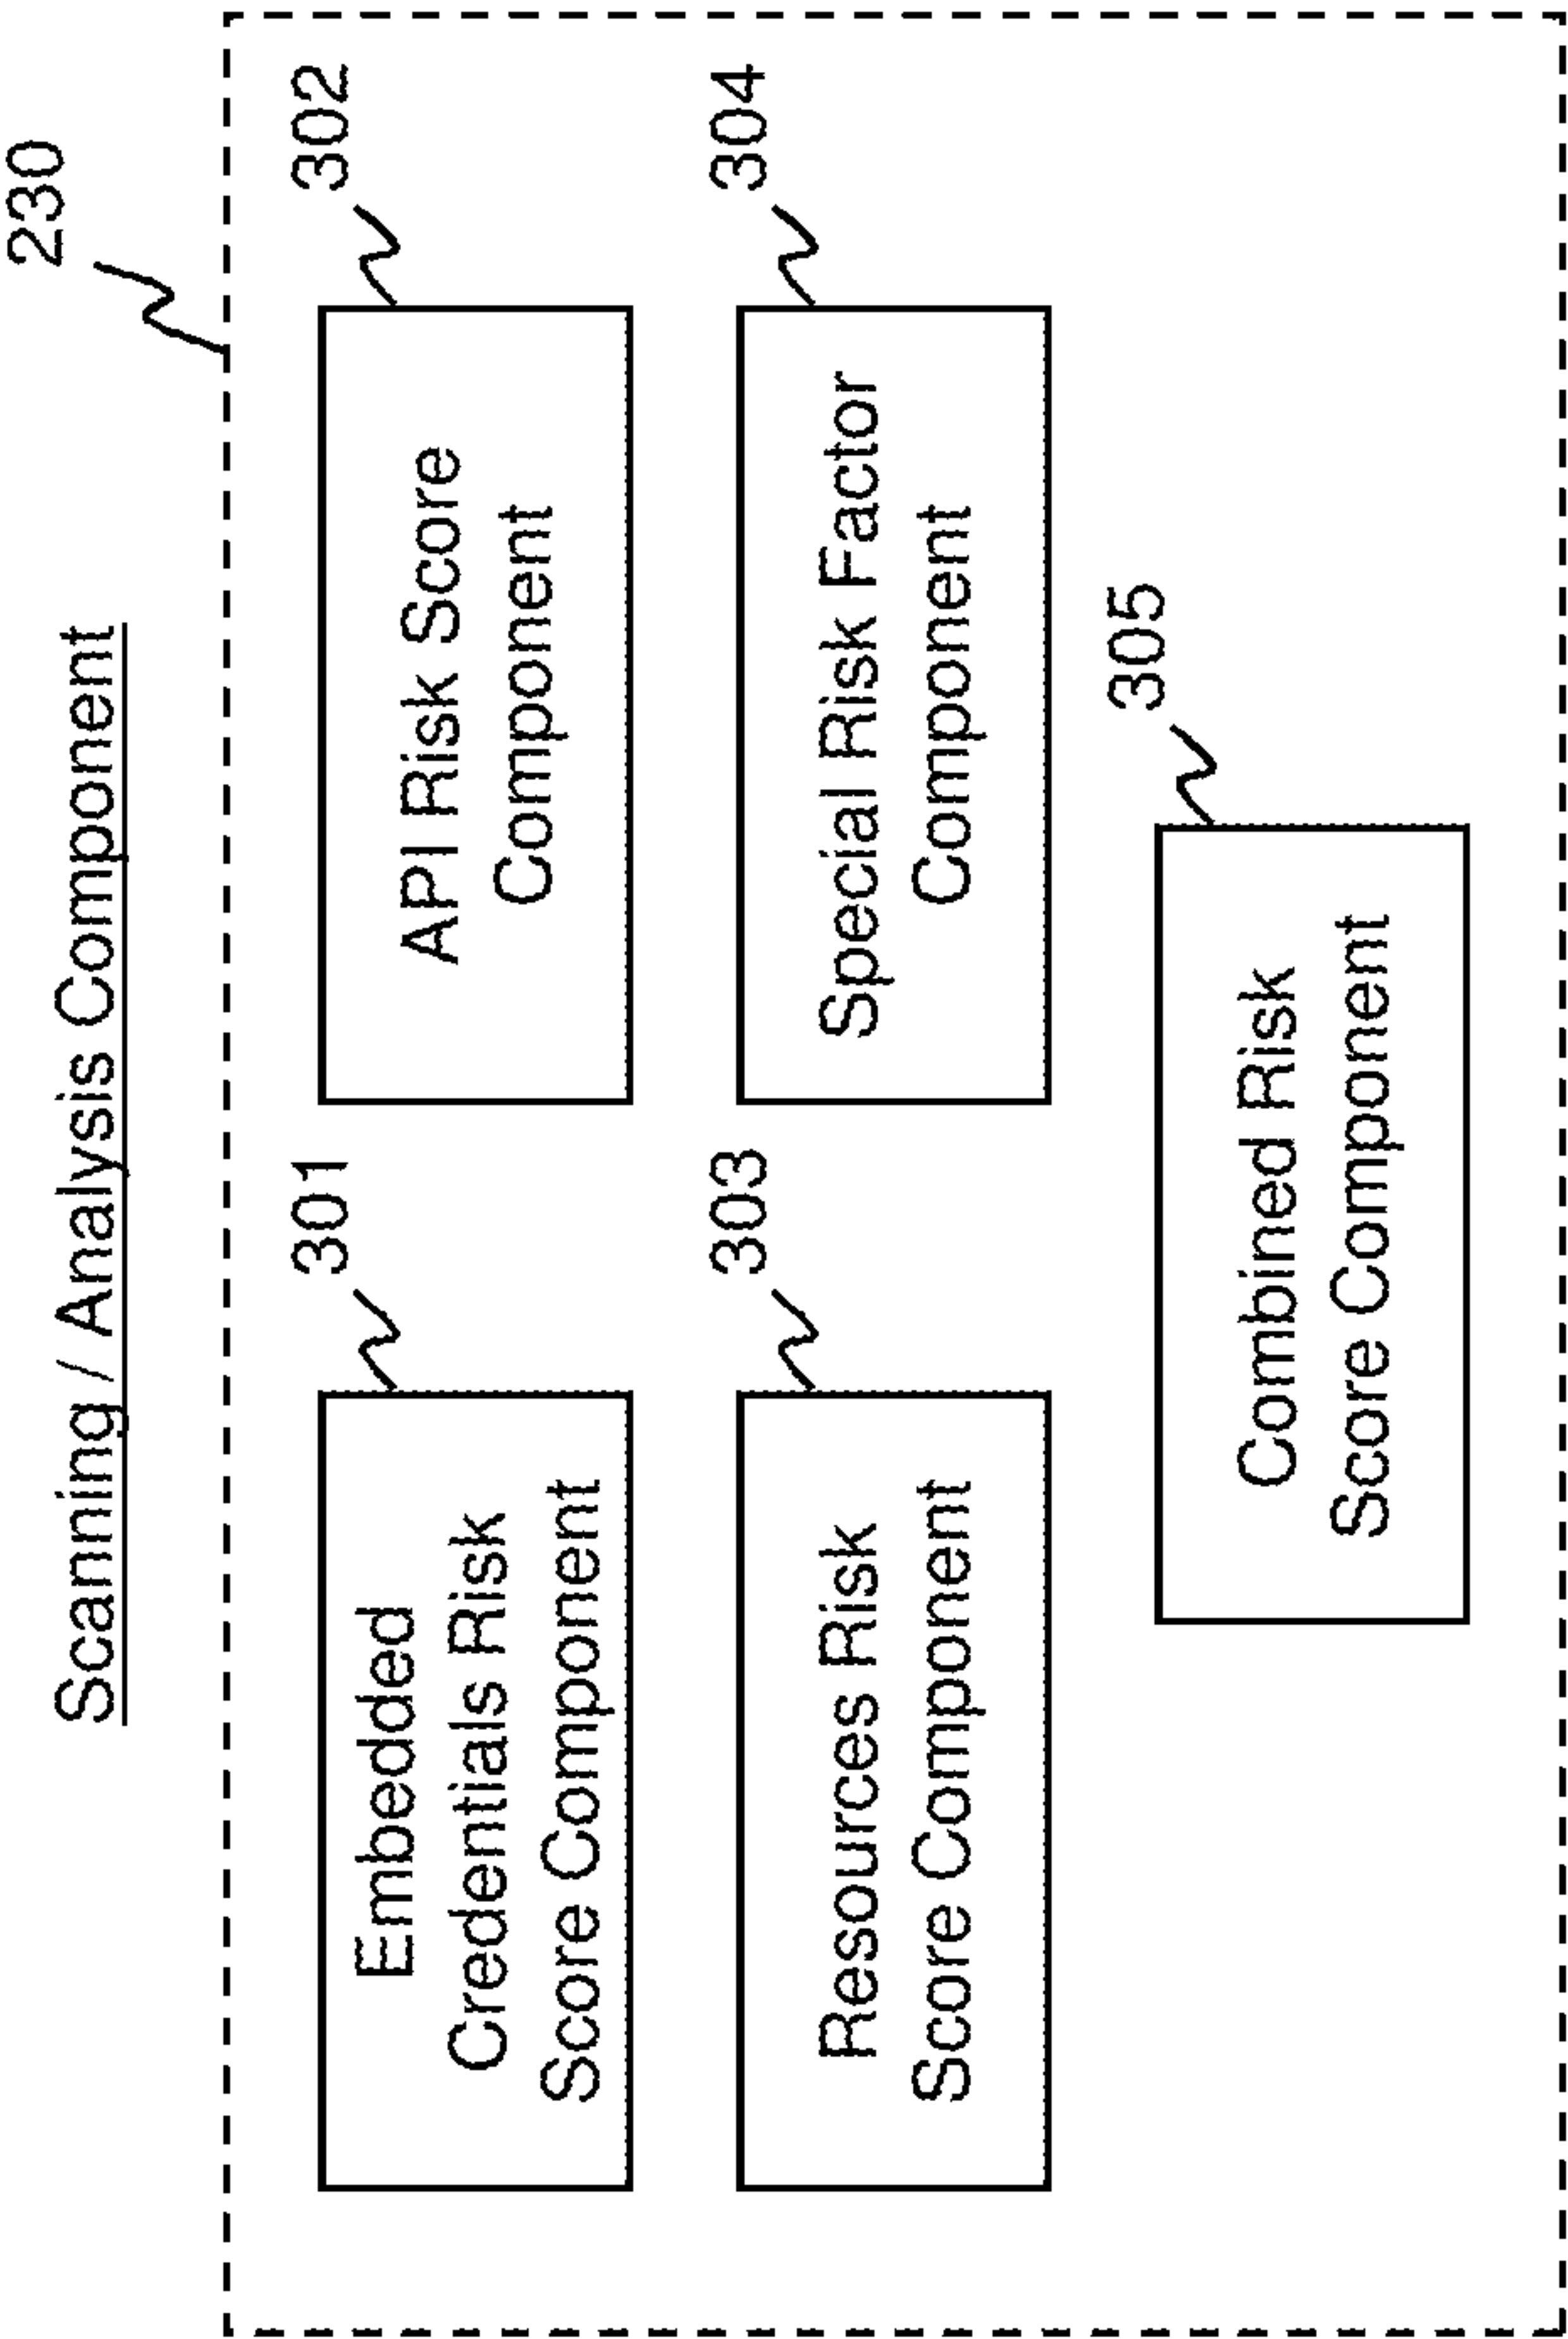 Scanning / Analysis Component
230
301
Embedded
Credentials Risk
Score Component
302
API Risk Score
Component
303
Resources Risk
Score Component
304
Special Risk Factor
Component
305
Combined Risk
Score Component